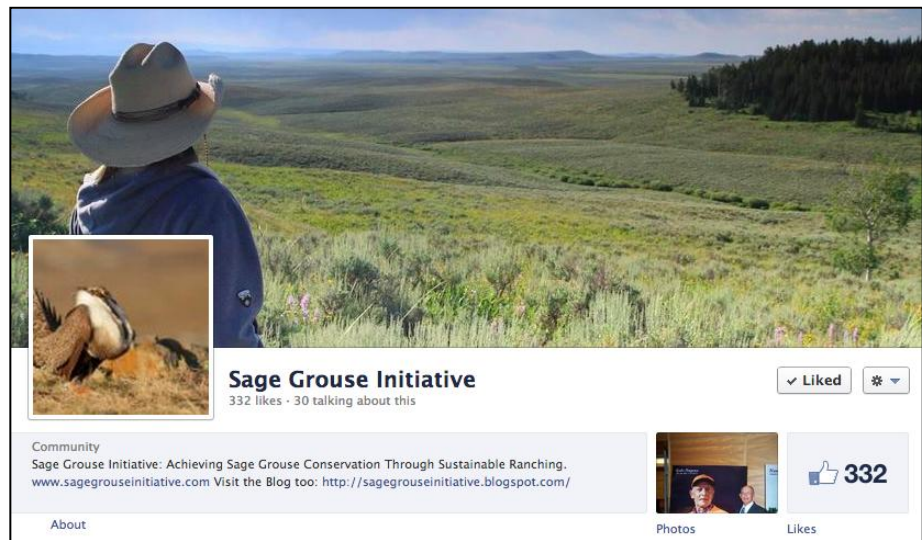 Sage Grouse Initiative
332 likes · 30 talking about this
✓ Liked
Community
Sage Grouse Initiative: Achieving Sage Grouse Conservation Through Sustainable Ranching.
www.sagegrouseinitiative.com Visit the Blog too: http://sagegrouseinitiative.blogspot.com/
332
About
Photos
Likes